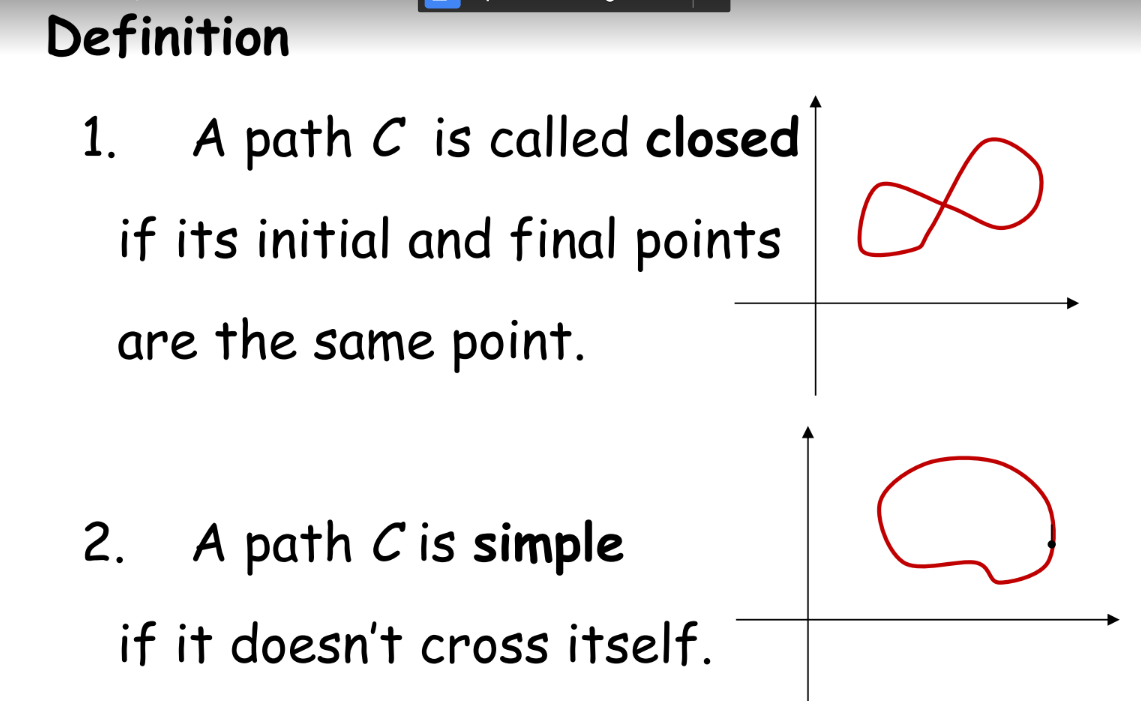 Definition
1. A path C is called closed
if its initial and final points
are the same point.
2. A path C is simple
if it doesn't cross itself.